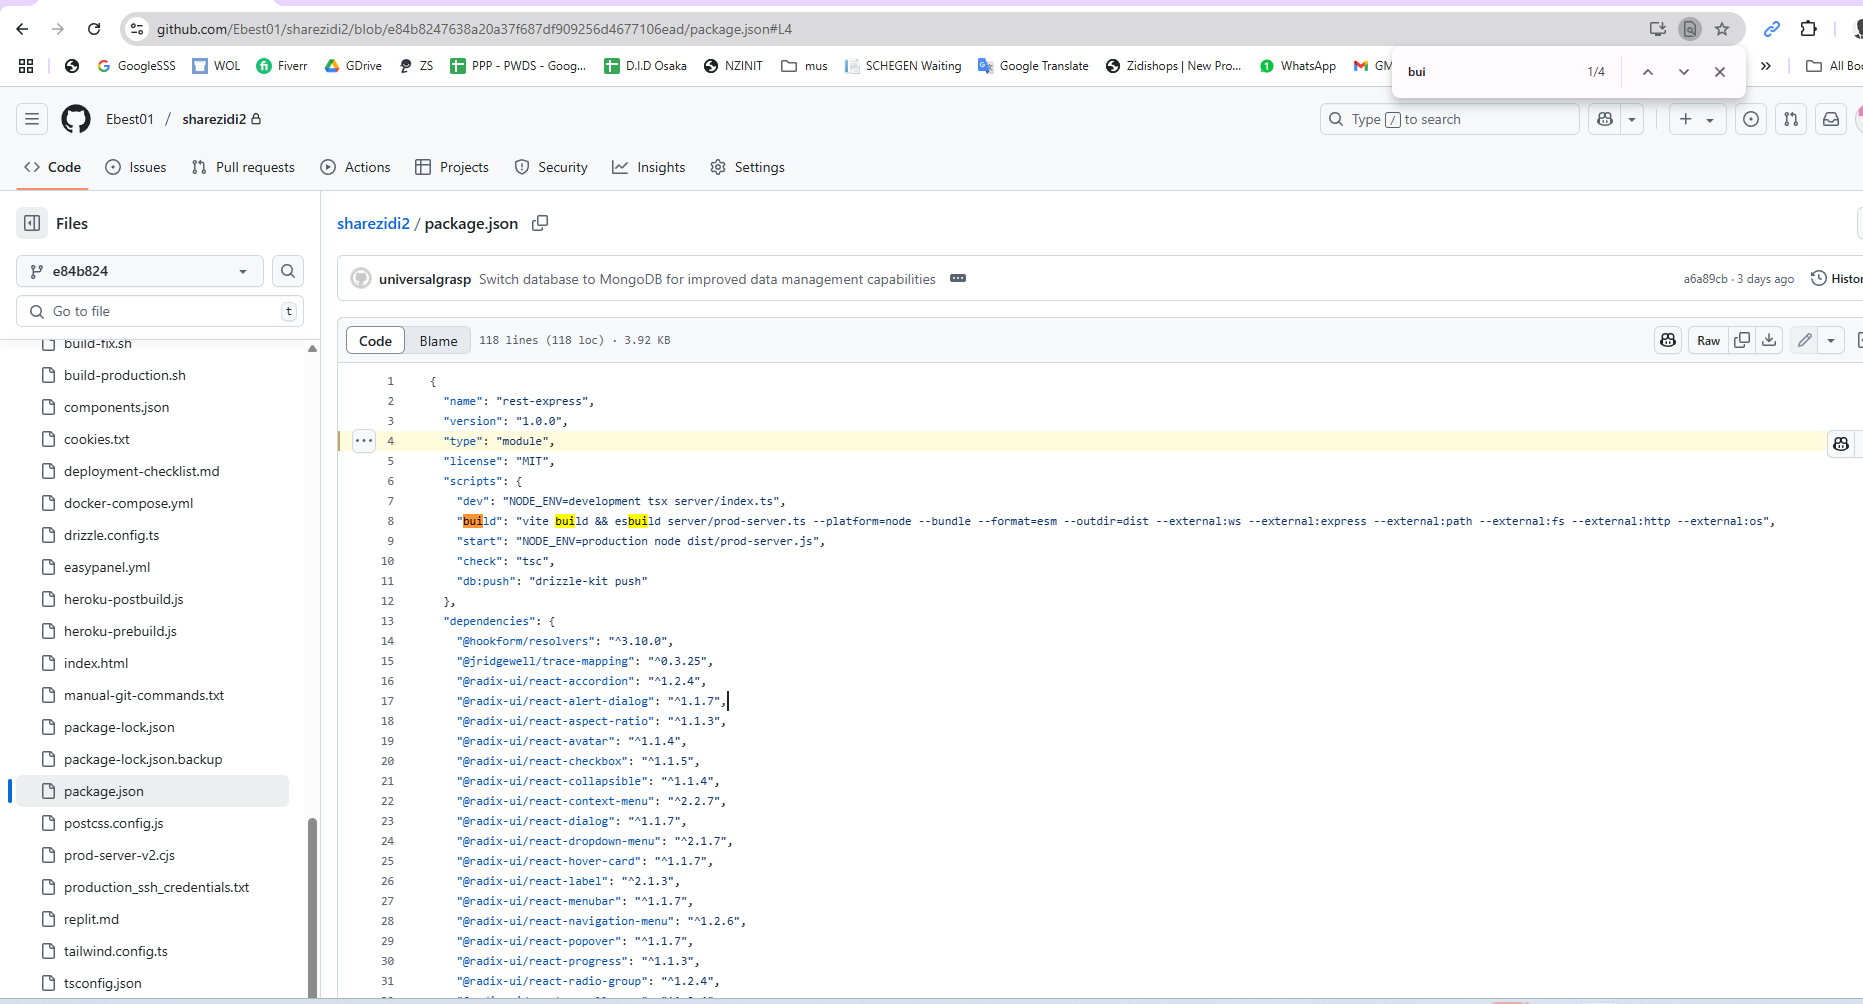 github.com/Ebest01/sharezidi2/blob/e84b8247638a20a37f687df909256d4677106ead/package.json#L4
GoogleSSS WOL Fiverr GDrive ZS PPP - PWDS - Goog... D.I.D Osaka NZINIT mus SCHEGEN Waiting Google Translate Zidishops | New Pro... WhatsApp GM » All Boo
bui 1/4
Ebest01 / sharezidi2
Type / to search
Code Issues Pull requests Actions Projects Security Insights Settings
Files
e84b824
Go to file t
build-fix.sh
build-production.sh
components.json
cookies.txt
deployment-checklist.md
docker-compose.yml
drizzle.config.ts
easypanel.yml
heroku-postbuild.js
heroku-prebuild.js
index.html
manual-git-commands.txt
package-lock.json
package-lock.json.backup
package.json
postcss.config.js
prod-server-v2.cjs
production_ssh_credentials.txt
replit.md
tailwind.config.ts
tsconfig.json
sharezidi2 / package.json
universalgrasp Switch database to MongoDB for improved data management capabilities
a6a89cb · 3 days ago Histor
Code Blame 118 lines (118 loc) · 3.92 KB
Raw
1 {
2 "name": "rest-express",
3 "version": "1.0.0",
4 "type": "module",
5 "license": "MIT",
6 "scripts": {
7 "dev": "NODE_ENV=development tsx server/index.ts",
8 "build": "vite build && esbuild server/prod-server.ts --platform=node --bundle --format=esm --outdir=dist --external:ws --external:express --external:path --external:fs --external:http --external:os",
9 "start": "NODE_ENV=production node dist/prod-server.js",
10 "check": "tsc",
11 "db:push": "drizzle-kit push"
12 },
13 "dependencies": {
14 "@hookform/resolvers": "^3.10.0",
15 "@jridgewell/trace-mapping": "^0.3.25",
16 "@radix-ui/react-accordion": "^1.2.4",
17 "@radix-ui/react-alert-dialog": "^1.1.7",
18 "@radix-ui/react-aspect-ratio": "^1.1.3",
19 "@radix-ui/react-avatar": "^1.1.4",
20 "@radix-ui/react-checkbox": "^1.1.5",
21 "@radix-ui/react-collapsible": "^1.1.4",
22 "@radix-ui/react-context-menu": "^2.2.7",
23 "@radix-ui/react-dialog": "^1.1.7",
24 "@radix-ui/react-dropdown-menu": "^2.1.7",
25 "@radix-ui/react-hover-card": "^1.1.7",
26 "@radix-ui/react-label": "^2.1.3",
27 "@radix-ui/react-menubar": "^1.1.7",
28 "@radix-ui/react-navigation-menu": "^1.2.6",
29 "@radix-ui/react-popover": "^1.1.7",
30 "@radix-ui/react-progress": "^1.1.3",
31 "@radix-ui/react-radio-group": "^1.2.4",